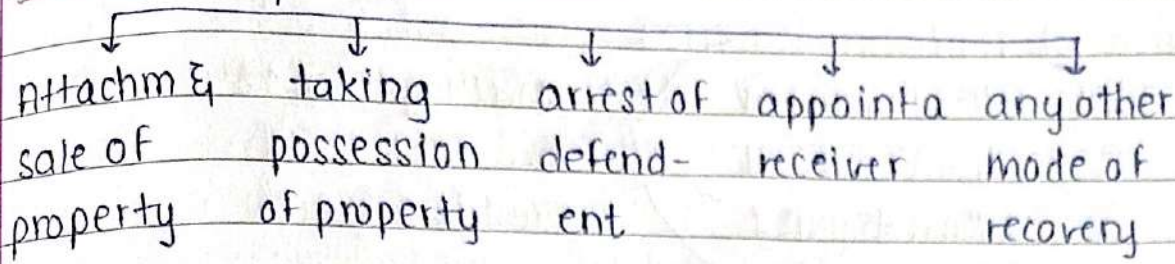 Attachm & taking arrest of appoint a any other
sale of possession defend- receiver mode of
property of property ent recovery